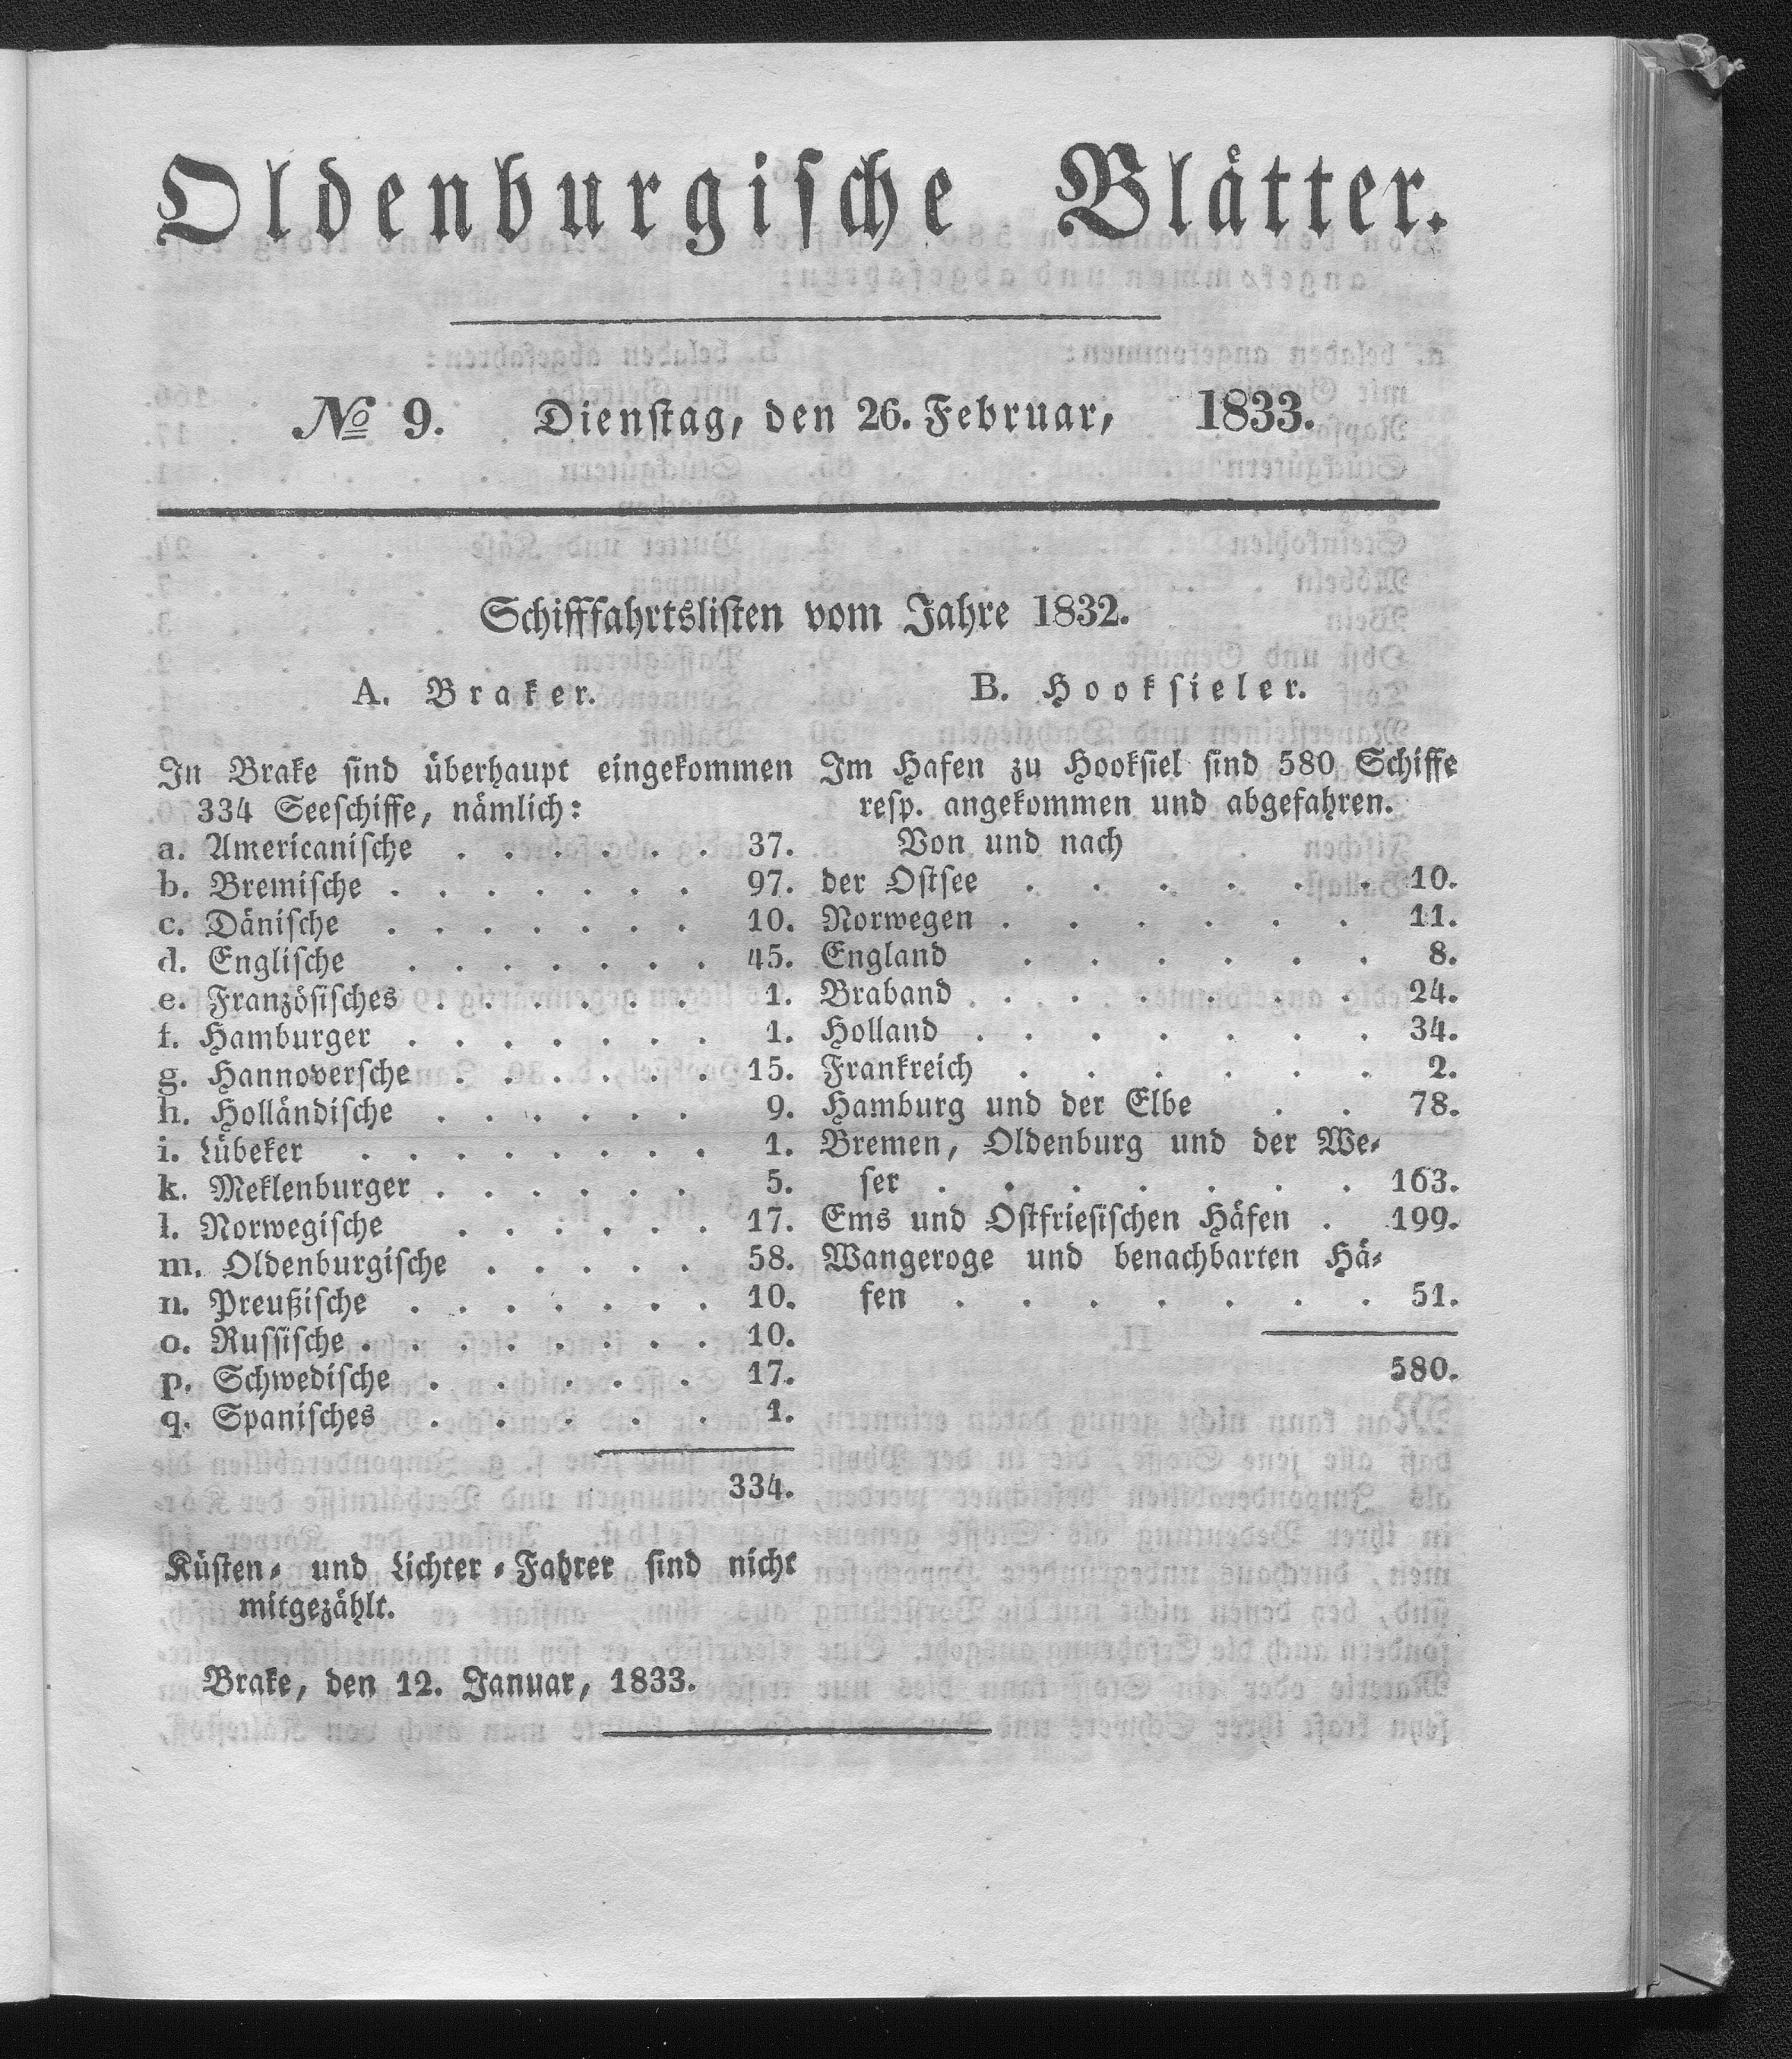 Oldenburgische Blätter.
No 9. Dienstag, den 26. Februar, 1833.
Schifffahrtslisten vom Jahre 1832.
A. Braker.
In Brake sind überhaupt eingekommen
334 Seeschiffe, nämlich:
a. Americanische . . . . . . 37.
b. Bremische . . . . . . . 97.
c. Dänische . . . . . . . 10.
d. Englische . . . . . . . 45.
e. Französisches . . . . . . 1.
f. Hamburger . . . . . . . 1.
g. Hannoversche . . . . . . 15.
h. Holländische . . . . . . 9.
i. Lübeker . . . . . . . . 1.
k. Meklenburger . . . . . . 5.
l. Norwegische . . . . . . 17.
m. Oldenburgische . . . . . 58.
n. Preußische . . . . . . . 10.
o. Russische . . . . . . . . 10.
p. Schwedische . . . . . 17.
q. Spanisches . . . . . 1.
334.
Küsten- und Lichter-Fahrer sind nicht
mitgezählt.
Brake, den 12. Januar, 1833.
B. Hooksieler.
Im Hafen zu Hooksiel sind 580 Schiffe
resp. angekommen und abgefahren.
Von und nach
der Ostsee . . . . . . 10.
Norwegen . . . . . . 11.
England . . . . . . 8.
Braband . . . . . . 24.
Holland . . . . . . . 34.
Frankreich . . . . . . 2.
Hamburg und der Elbe . . 78.
Bremen, Oldenburg und der We-
ser . . . . . . . 163.
Ems und Ostfriesischen Häfen . 199.
Wangeroge und benachbarten Hä-
fen . . . . . . . 51.
580.